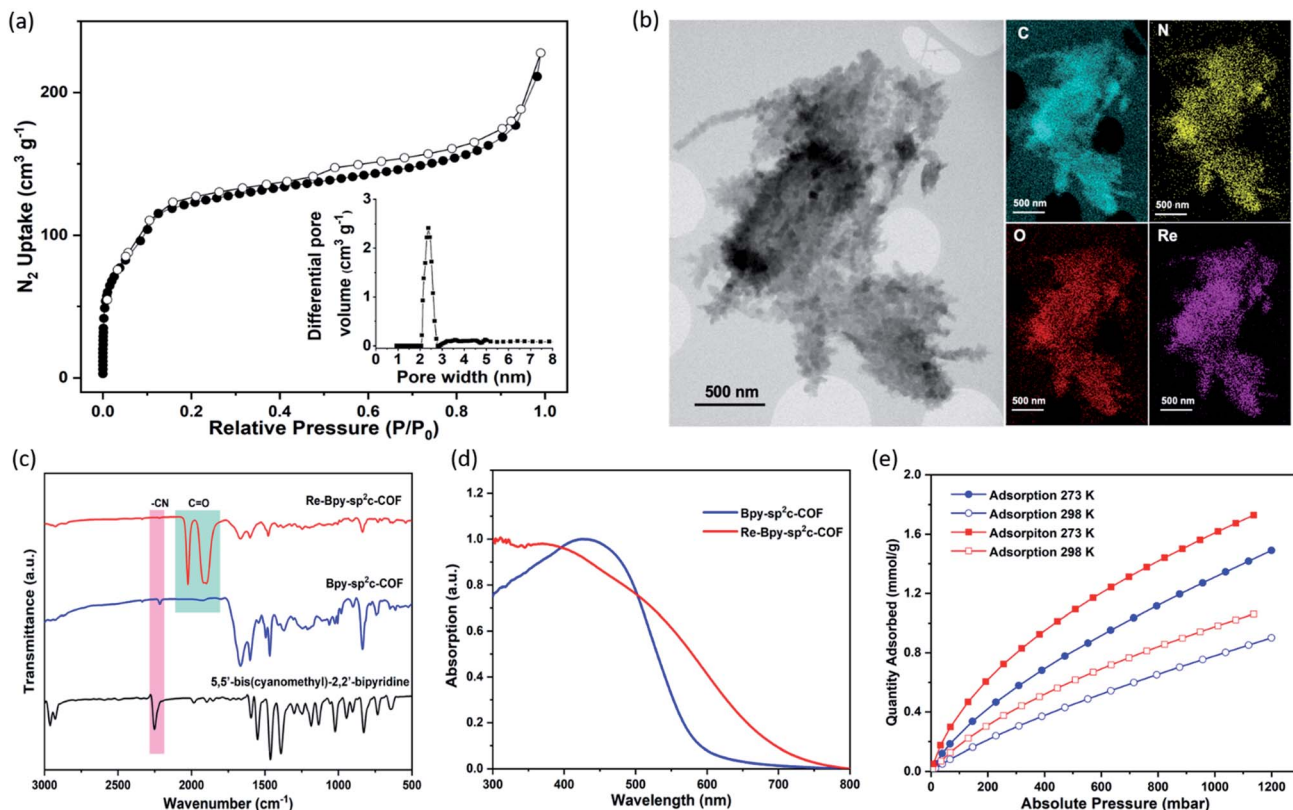 (a)
N₂ Uptake (cm³ g⁻¹)
200
100
0
0.0 0.2 0.4 0.6 0.8 1.0
Relative Pressure (P/P₀)
Differential pore
volume (cm³ g⁻¹)
3
2
1
0
0 1 2 3 4 5 6 7 8
Pore width (nm)
(b)
500 nm
C
500 nm
N
500 nm
O
500 nm
Re
500 nm
(c)
Transmittance (a.u.)
-CN
C=O
Re-Bpy-sp²c-COF
Bpy-sp²c-COF
5,5'-bis(cyanomethyl)-2,2'-bipyridine
3000 2500 2000 1500 1000 500
Wavenumber (cm⁻¹)
(d)
Absorption (a.u.)
1.2
1.0
0.8
0.6
0.4
0.2
0.0
Bpy-sp²c-COF
Re-Bpy-sp²c-COF
300 400 500 600 700 800
Wavelength (nm)
(e)
Quantity Adsorbed (mmol/g)
2.0
1.6
1.2
0.8
0.4
0.0
Adsorption 273 K
Adsorption 298 K
Adsorpiton 273 K
Adsorption 298 K
0 200 400 600 800 1000 1200
Absolute Pressure (mbar)